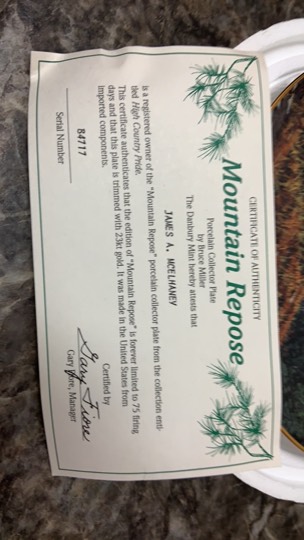 CERTIFICATE OF AUTHENTICITY
Mountain Repose
Porcelain Collector Plate
by Bruce Miller
The Danbury Mint hereby attests that
JAMES A. MCELHANEY
is a registered owner of the "Mountain Repose" porcelain collector plate from the collection enti-
tled High Country Pride.
This certificate authenticates that the edition of "Mountain Repose" is forever limited to 75 firing
days and that this plate is trimmed with 23kt gold. It was made in the United States from
imported components.
B4717
Serial Number
Certified by
Gary Fiore
Gary Fiore, Manager